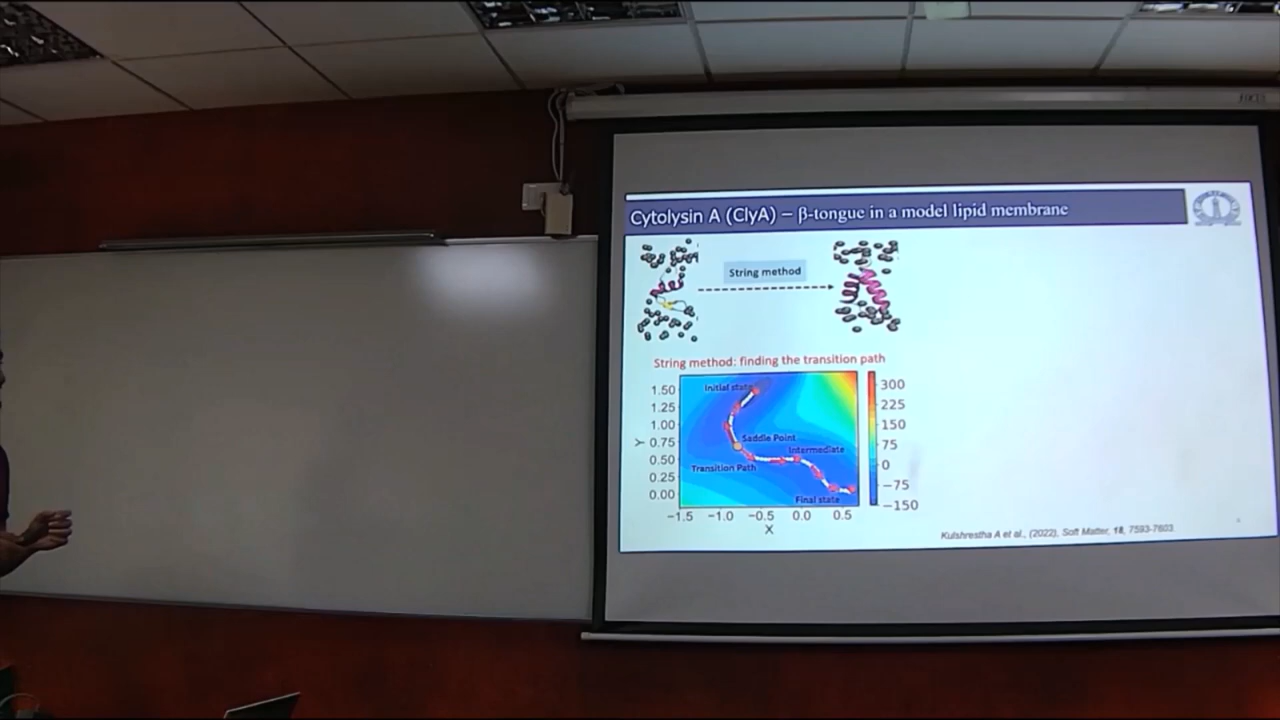 Cytolysin A (ClyA) – β-tongue in a model lipid membrane
String method
String method: finding the transition path
1.50
1.25
1.00
0.75
0.50
0.25
0.00
Y
Initial state
Saddle Point
Intermediate
Transition Path
Final state
−1.5 −1.0 −0.5 0.0 0.5
X
300
225
150
75
0
−75
−150
Kulshrestha A et al., (2022), Soft Matter, 18, 7593-7603